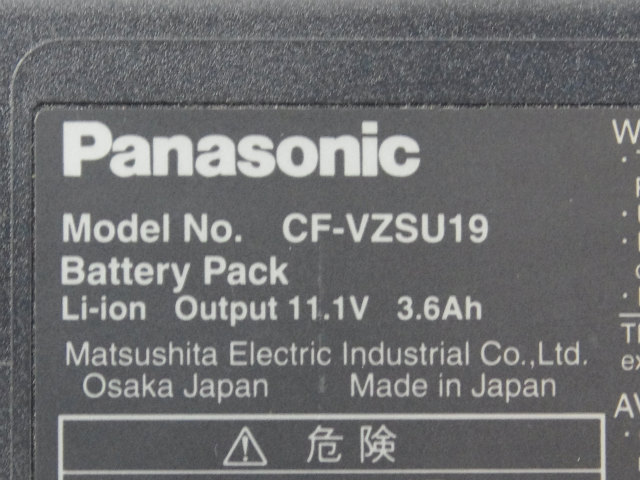 Panasonic
Model No. CF-VZSU19
Battery Pack
Li-ion Output 11.1V 3.6Ah
Matsushita Electric Industrial Co.,Ltd.
Osaka Japan Made in Japan
⚠ 危険